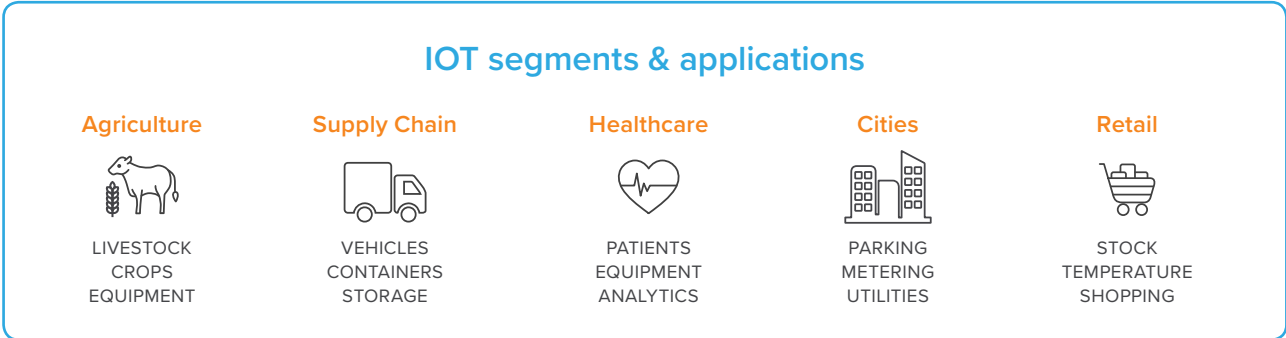 IOT segments & applications
Agriculture
LIVESTOCK
CROPS
EQUIPMENT
Supply Chain
VEHICLES
CONTAINERS
STORAGE
Healthcare
PATIENTS
EQUIPMENT
ANALYTICS
Cities
PARKING
METERING
UTILITIES
Retail
STOCK
TEMPERATURE
SHOPPING